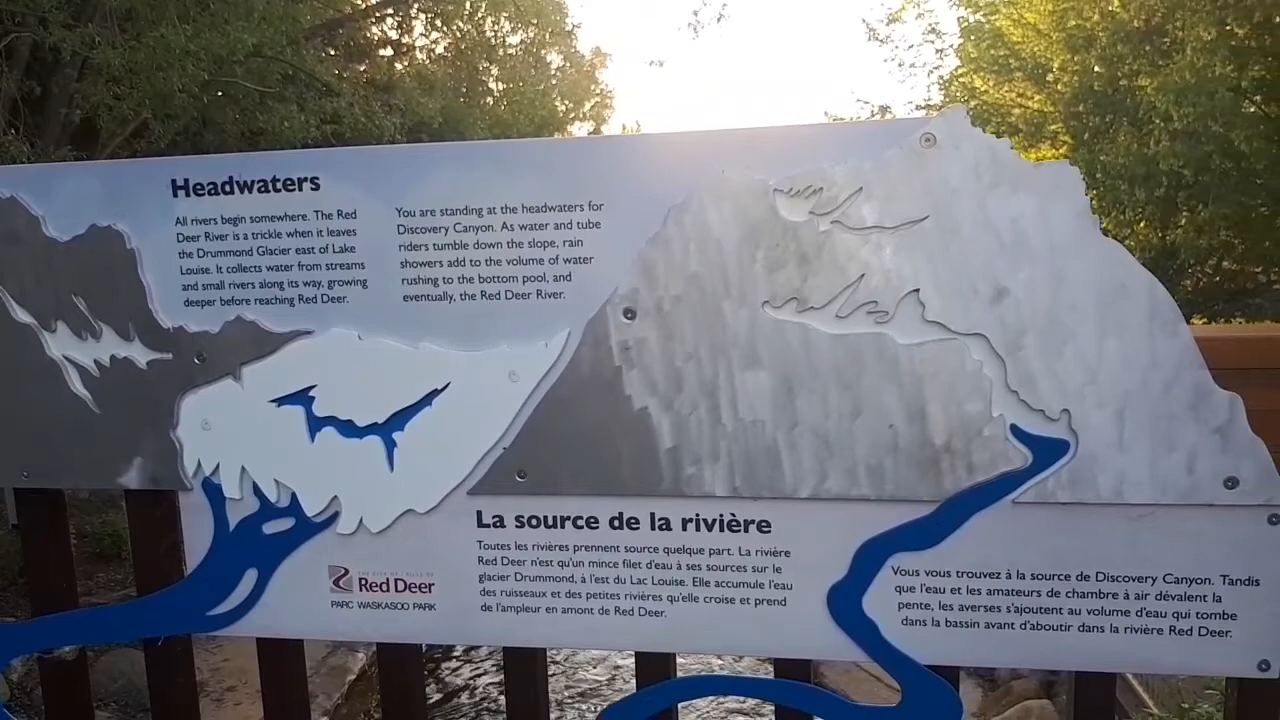 Headwaters
All rivers begin somewhere. The Red
Deer River is a trickle when it leaves
the Drummond Glacier east of Lake
Louise. It collects water from streams
and small rivers along its way, growing
deeper before reaching Red Deer.
You are standing at the headwaters for
Discovery Canyon. As water and tube
riders tumble down the slope, rain
showers add to the volume of water
rushing to the bottom pool, and
eventually, the Red Deer River.
La source de la rivière
Toutes les rivières prennent source quelque part. La rivière
Red Deer n'est qu'un mince filet d'eau à ses sources sur le
glacier Drummond, à l'est du Lac Louise. Elle accumule l'eau
des ruisseaux et des petites rivières qu'elle croise et prend
de l'ampleur en amont de Red Deer.
Vous vous trouvez à la source de Discovery Canyon. Tandis
que l'eau et les amateurs de chambre à air dévalent la
pente, les averses s'ajoutent au volume d'eau qui tombe
dans la bassin avant d'aboutir dans la rivière Red Deer.
Red Deer
PARC WASKASOO PARK